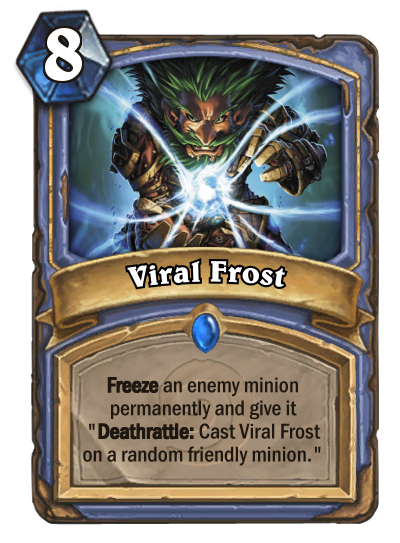 8
Viral Frost
Freeze an enemy minion
permanently and give it
"Deathrattle: Cast Viral Frost
on a random friendly minion."